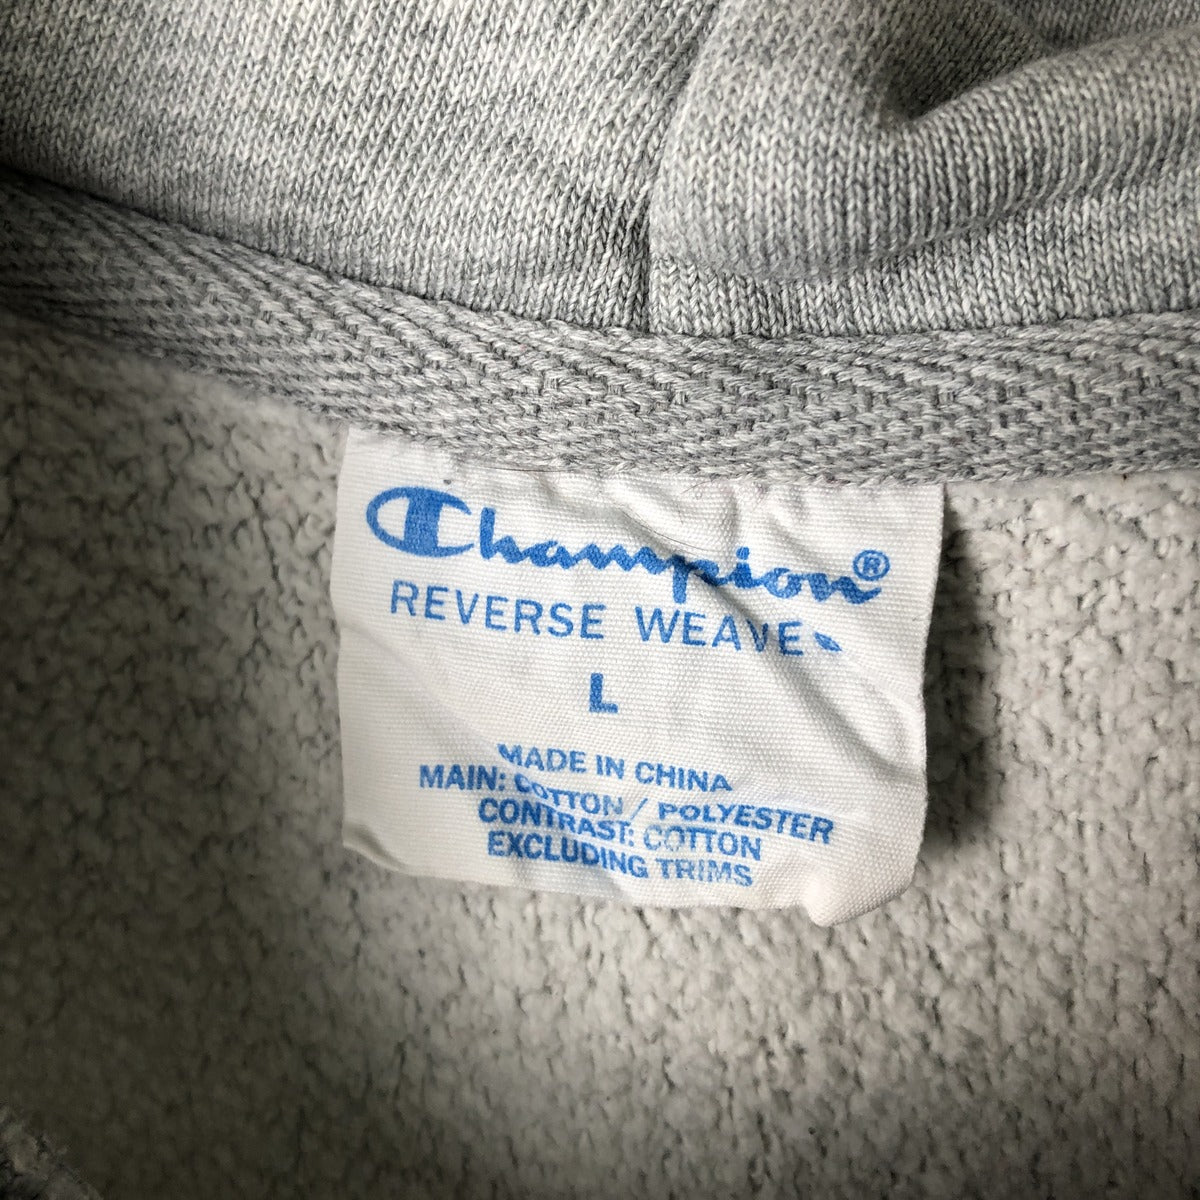 Champion®
REVERSE WEAVE
L
MADE IN CHINA
MAIN: COTTON / POLYESTER
CONTRAST: COTTON
EXCLUDING TRIMS